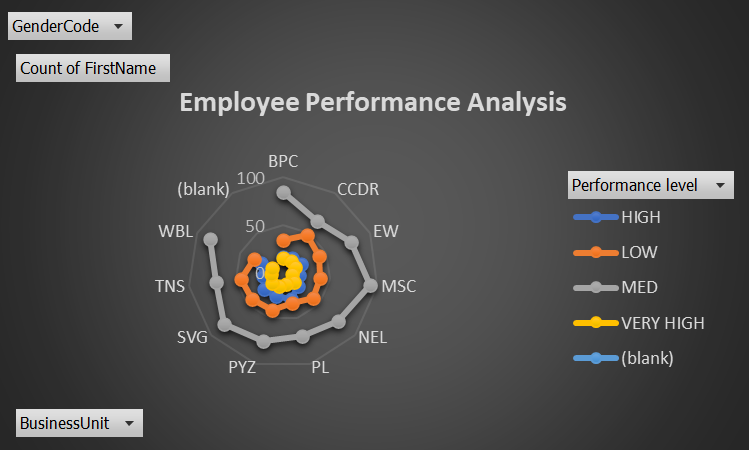 GenderCode
Count of FirstName
Employee Performance Analysis
BPC
100
(blank)
CCDR
Performance level
HIGH
50
WBL
EW
LOW
0
TNS
MSC
MED
VERY HIGH
SVG
NEL
(blank)
PYZ
PL
BusinessUnit